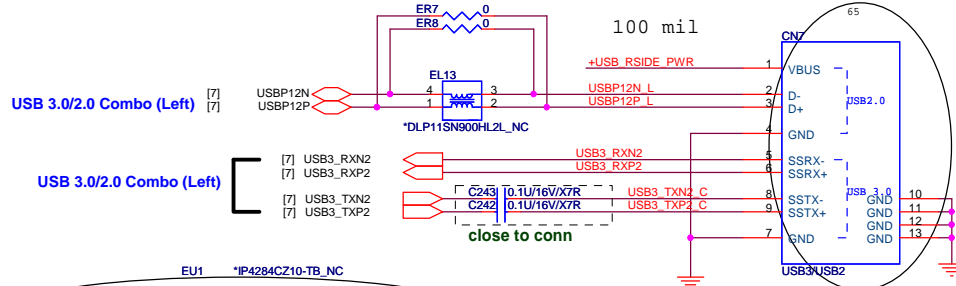 65
ER7 0
ER8 0
100 mil
CN7
+USB_RSIDE_PWR
1 VBUS
EL13
USB 3.0/2.0 Combo (Left)
[7] USBP12N 4 3 USBP12N_L 2 D-
[7] USBP12P 1 2 USBP12P_L 3 D+
USB2.0
*DLP11SN900HL2L_NC
4 GND
[7] USB3_RXN2 USB3_RXN2 5 SSRX-
[7] USB3_RXP2 USB3_RXP2 6 SSRX+
USB 3.0/2.0 Combo (Left)
USB 3.0
[7] USB3_TXN2 C243 0.1U/16V/X7R USB3_TXN2_C 8 SSTX- GND 10
[7] USB3_TXP2 C242 0.1U/16V/X7R USB3_TXP2_C 9 SSTX+ GND 11
GND 12
close to conn 7 GND GND 13
EU1 *IP4284CZ10-TB_NC
USB3/USB2